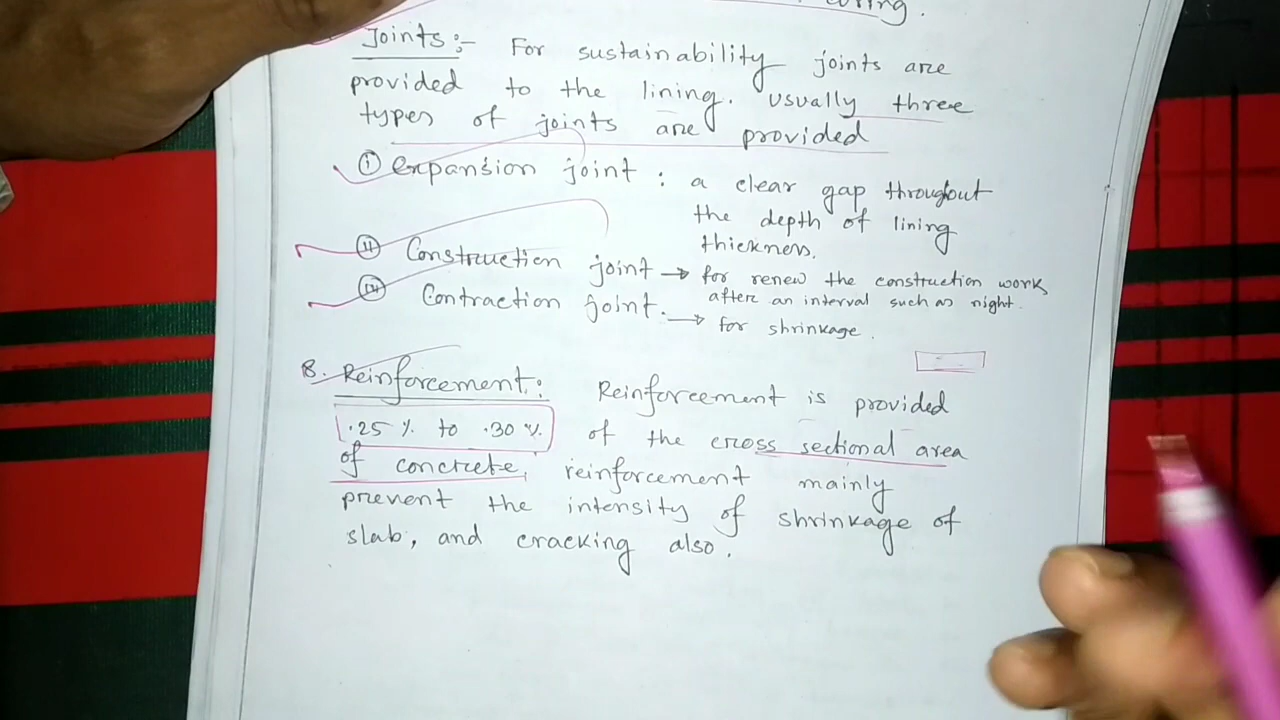 Joints:- For sustainability joints are
provided to the lining. Usually three
types of joints are provided
(i) expansion joint : a clear gap throughout
the depth of lining
thickness.
(ii) Construction joint → for renew the construction work
after an interval such as night.
(iii) Contraction joint. → for shrinkage.
8. Reinforcement: Reinforcement is provided
.25 % to .30 %. of the cross sectional area
of concrete, reinforcement mainly
prevent the intensity of shrinkage of
slab, and cracking also.